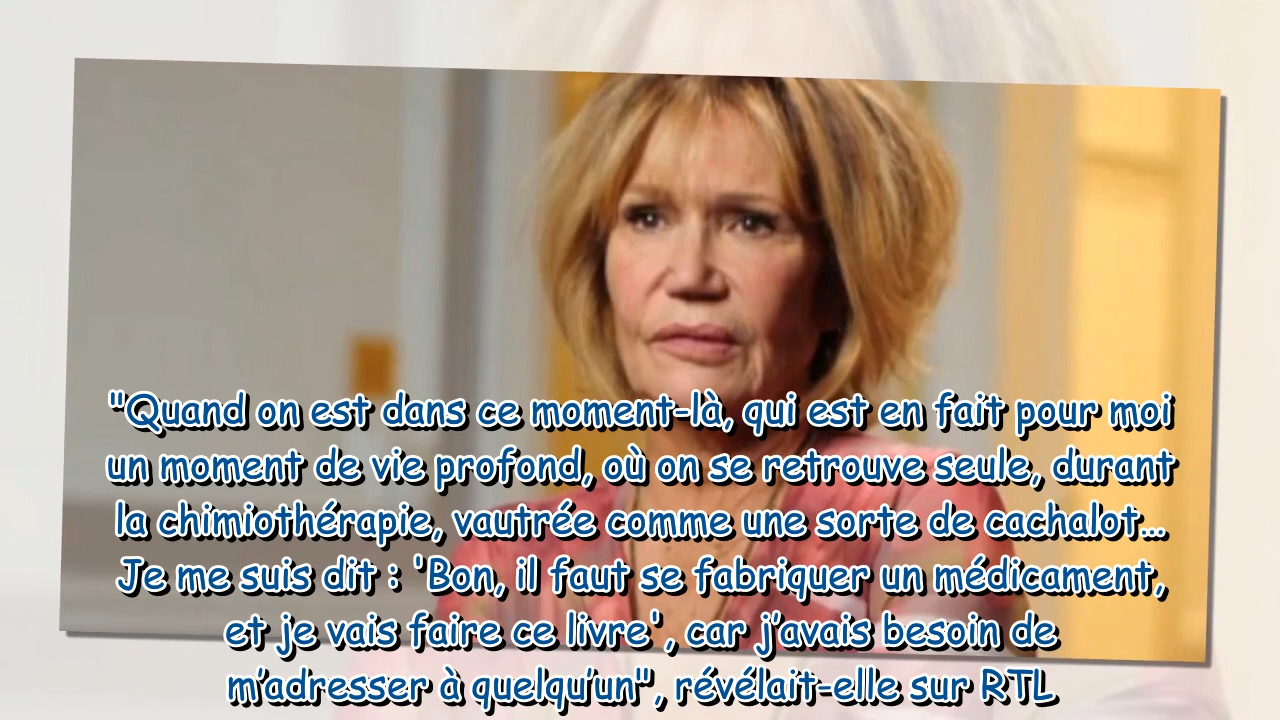 "Quand on est dans ce moment-là, qui est en fait pour moi
un moment de vie profond, où on se retrouve seule, durant
la chimiothérapie, vautrée comme une sorte de cachalot...
Je me suis dit : 'Bon, il faut se fabriquer un médicament,
et je vais faire ce livre', car j’avais besoin de
m’adresser à quelqu’un", révélait-elle sur RTL